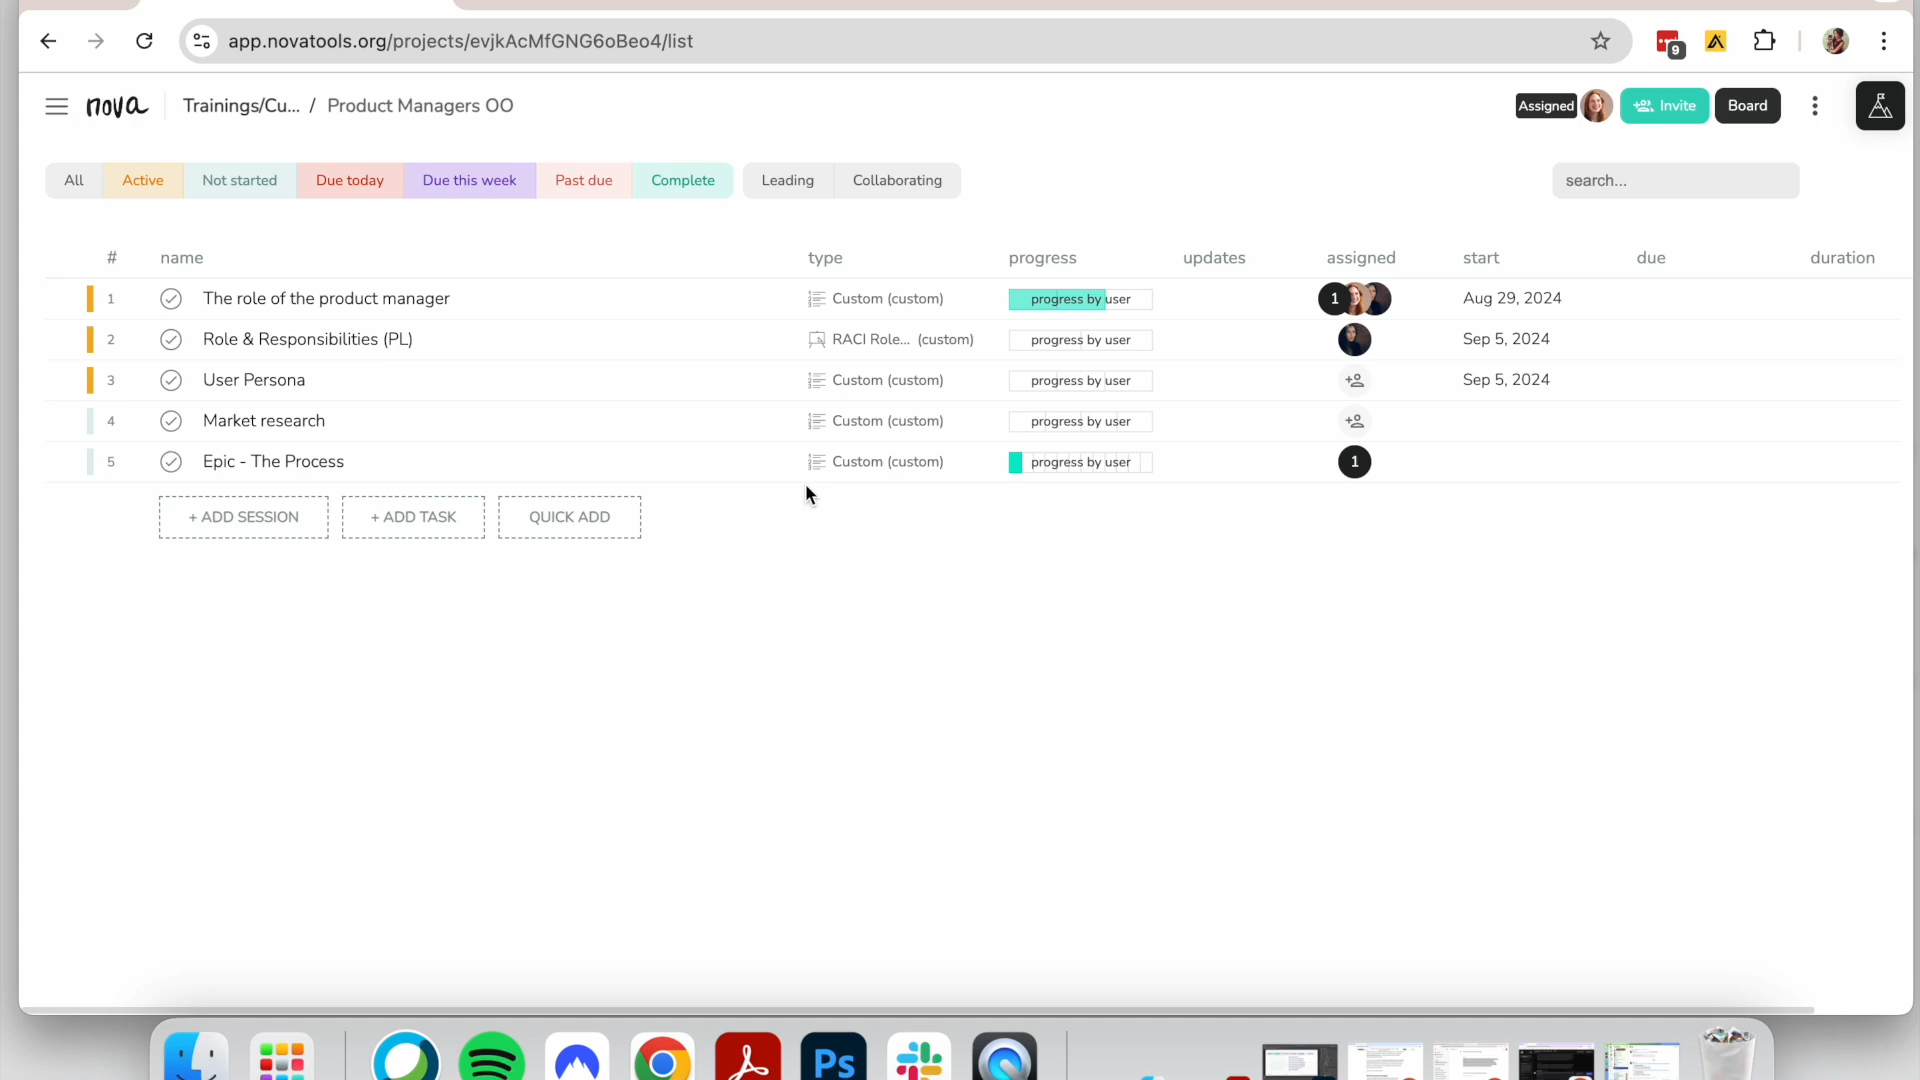 app.novatools.org/projects/evjkAcMfGNG6oBeo4/list
9
nova Trainings/Cu... / Product Managers OO Assigned Invite Board
All Active Not started Due today Due this week Past due Complete Leading Collaborating search...
# name type progress updates assigned start due duration
1 The role of the product manager Custom (custom) progress by user 1 Aug 29, 2024
2 Role & Responsibilities (PL) RACI Role... (custom) progress by user Sep 5, 2024
3 User Persona Custom (custom) progress by user Sep 5, 2024
4 Market research Custom (custom) progress by user
5 Epic - The Process Custom (custom) progress by user 1
+ ADD SESSION + ADD TASK QUICK ADD
Ps